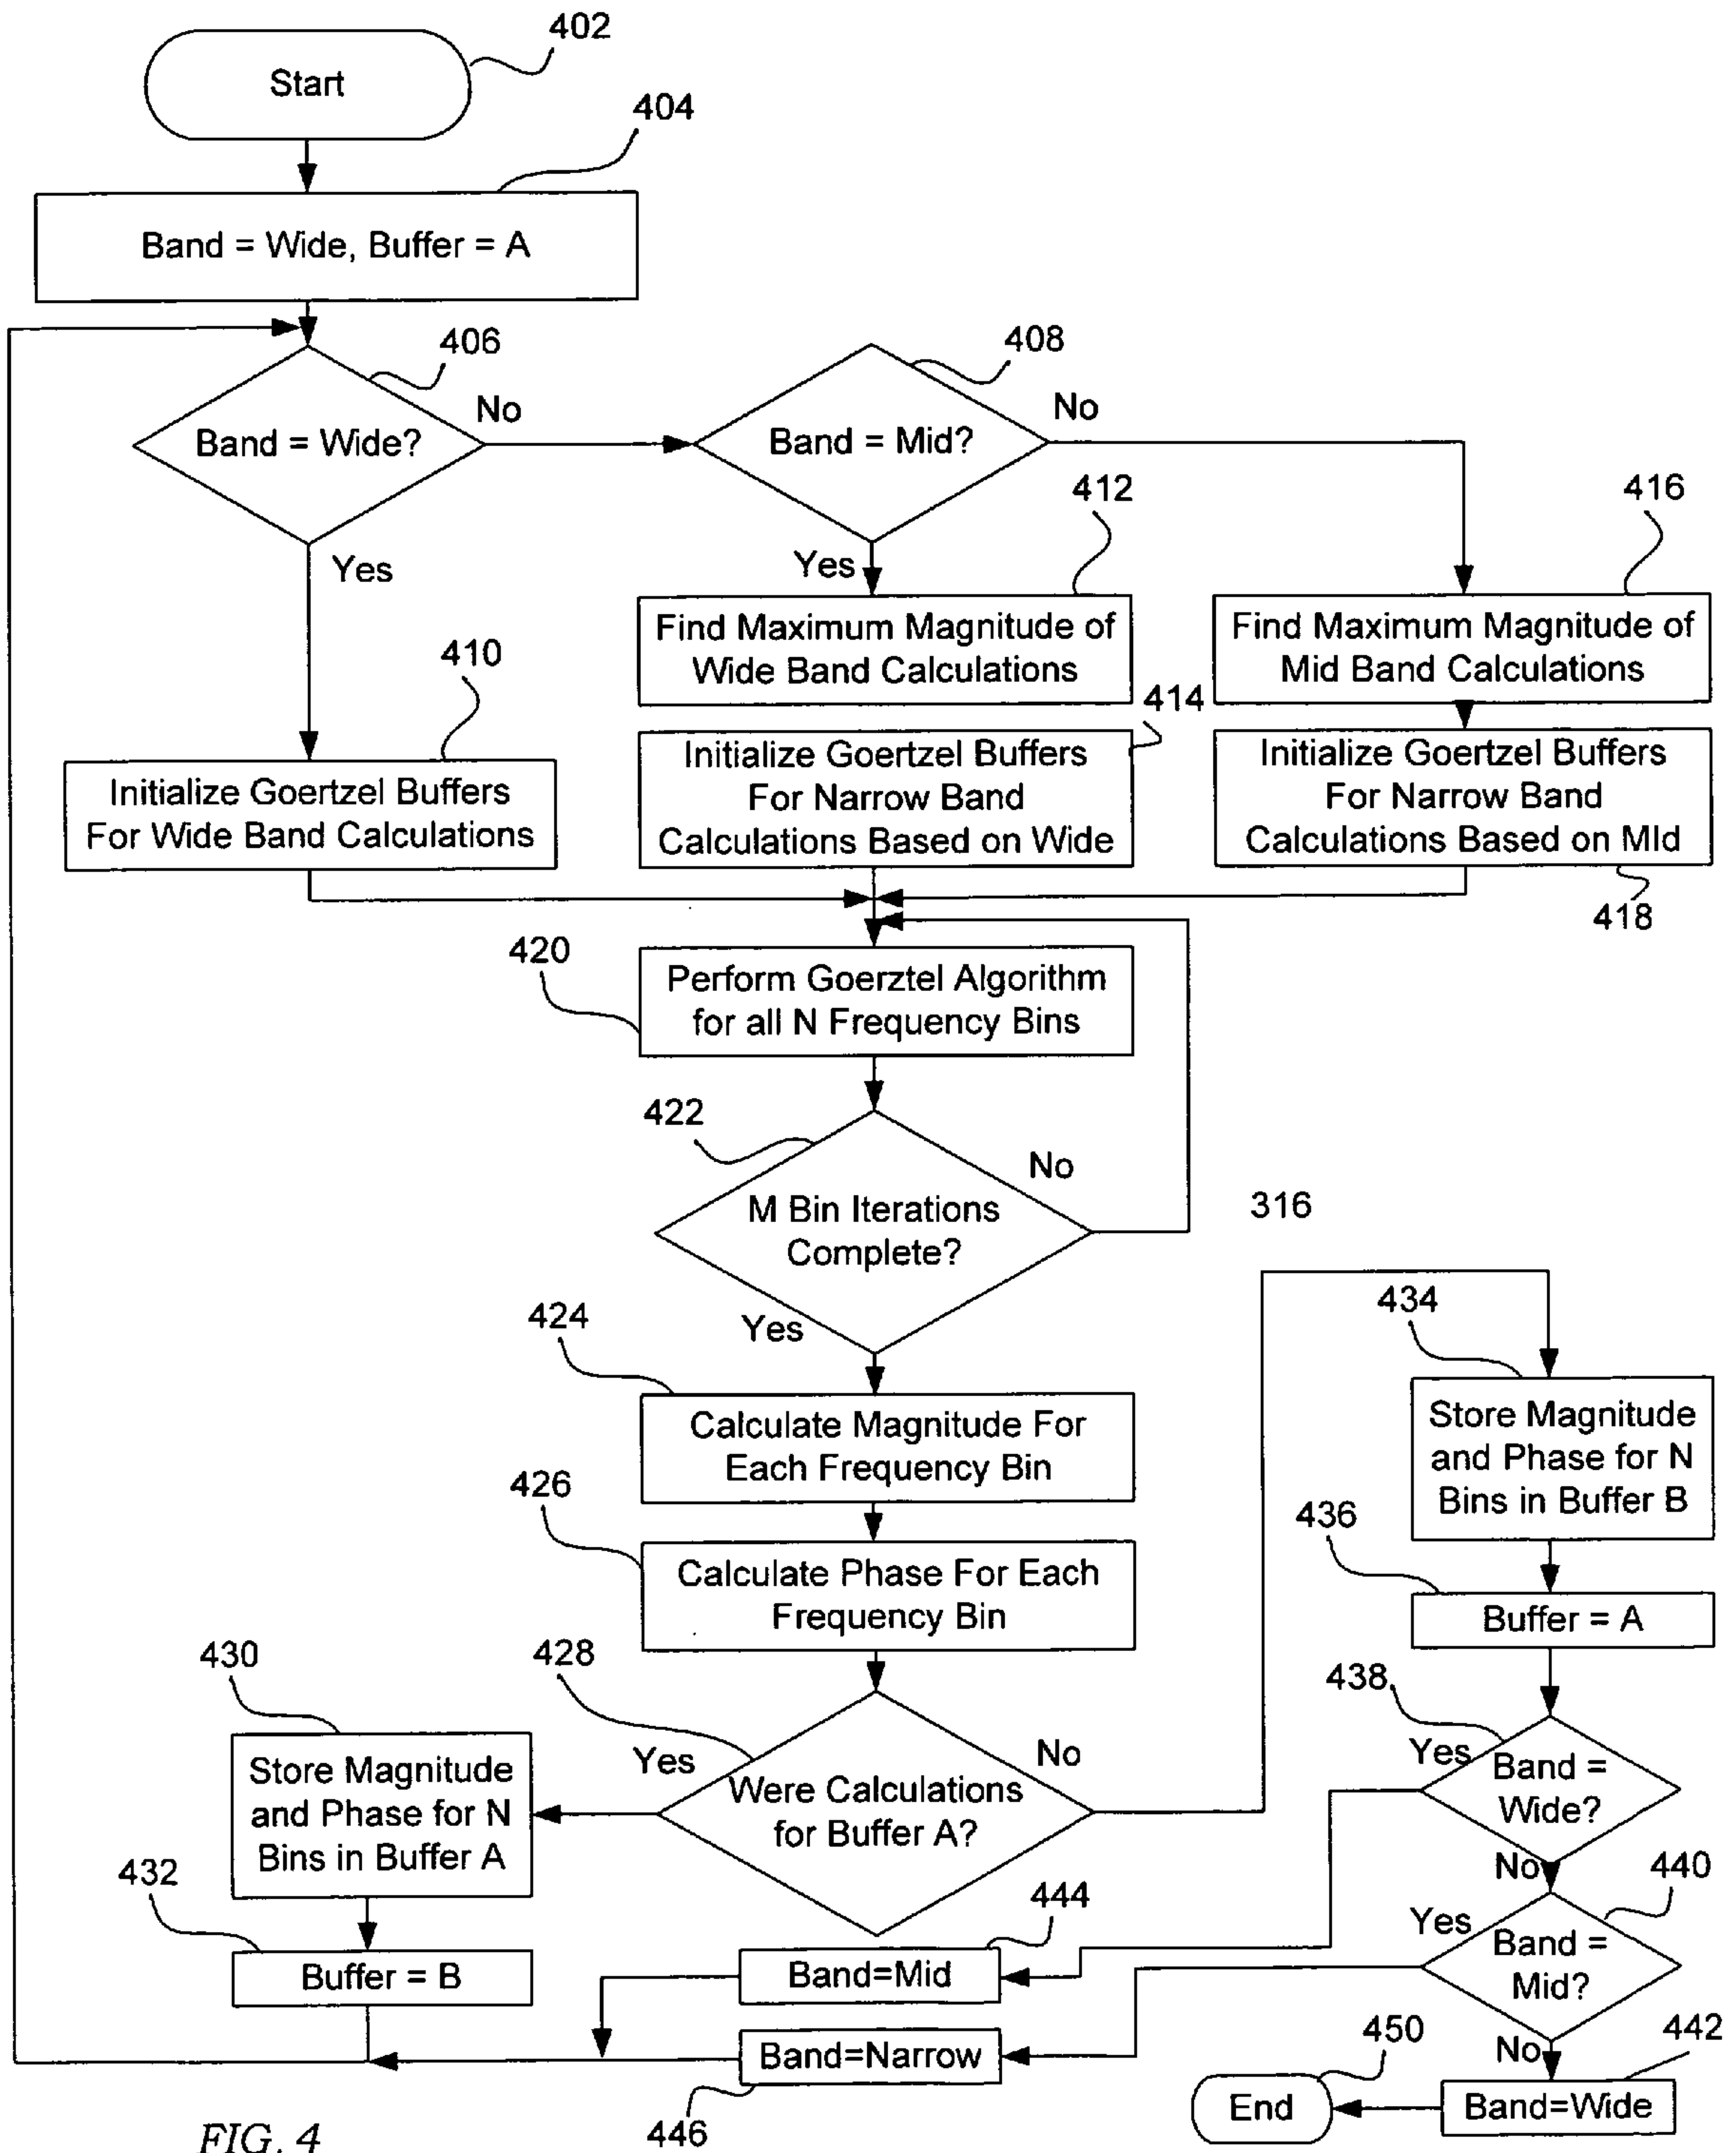 402
Start
404
Band = Wide, Buffer = A
406
408
No
No
Band = Wide?
Band = Mid?
412
416
Yes
Yes
Find Maximum Magnitude of
Wide Band Calculations
Find Maximum Magnitude of
Mid Band Calculations
410
414
Initialize Goertzel Buffers
For Wide Band Calculations
Initialize Goertzel Buffers
For Narrow Band
Calculations Based on Wide
Initialize Goertzel Buffers
For Narrow Band
Calculations Based on MId
418
420
Perform Goerztel Algorithm
for all N Frequency Bins
422
No
M Bin Iterations
Complete?
316
Yes
424
434
Calculate Magnitude For
Each Frequency Bin
Store Magnitude
and Phase for N
Bins in Buffer B
426
436
Calculate Phase For Each
Frequency Bin
Buffer = A
430
428
438
Yes
No
Yes
Store Magnitude
and Phase for N
Bins in Buffer A
Were Calculations
for Buffer A?
Band =
Wide?
No
432
444
440
Yes
Buffer = B
Band=Mid
Band =
Mid?
450
442
No
Band=Narrow
End
Band=Wide
446
FIG. 4